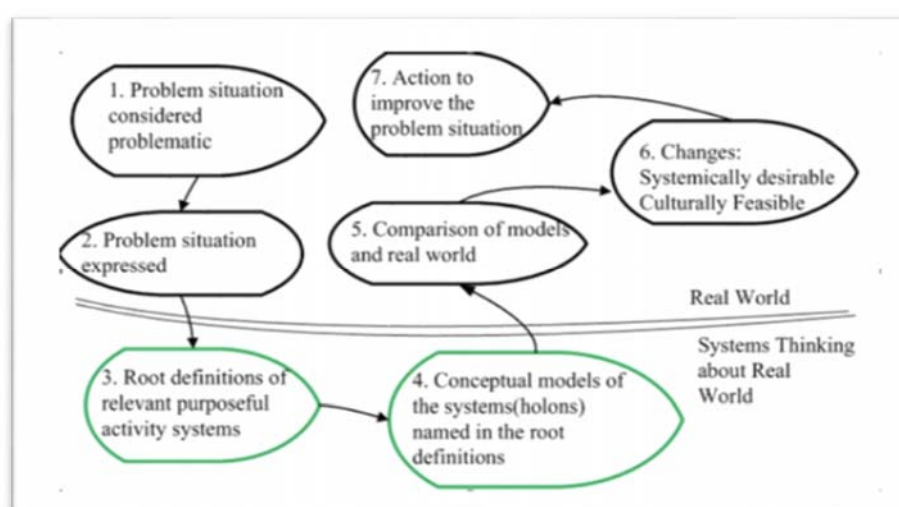 1. Problem situation
considered
problematic
2. Problem situation
expressed
3. Root definitions of
relevant purposeful
activity systems
4. Conceptual models of
the systems(holons)
named in the root
definitions
5. Comparison of models
and real world
6. Changes:
Systemically desirable
Culturally Feasible
7. Action to
improve the
problem situation
Real World
Systems Thinking
about Real
World